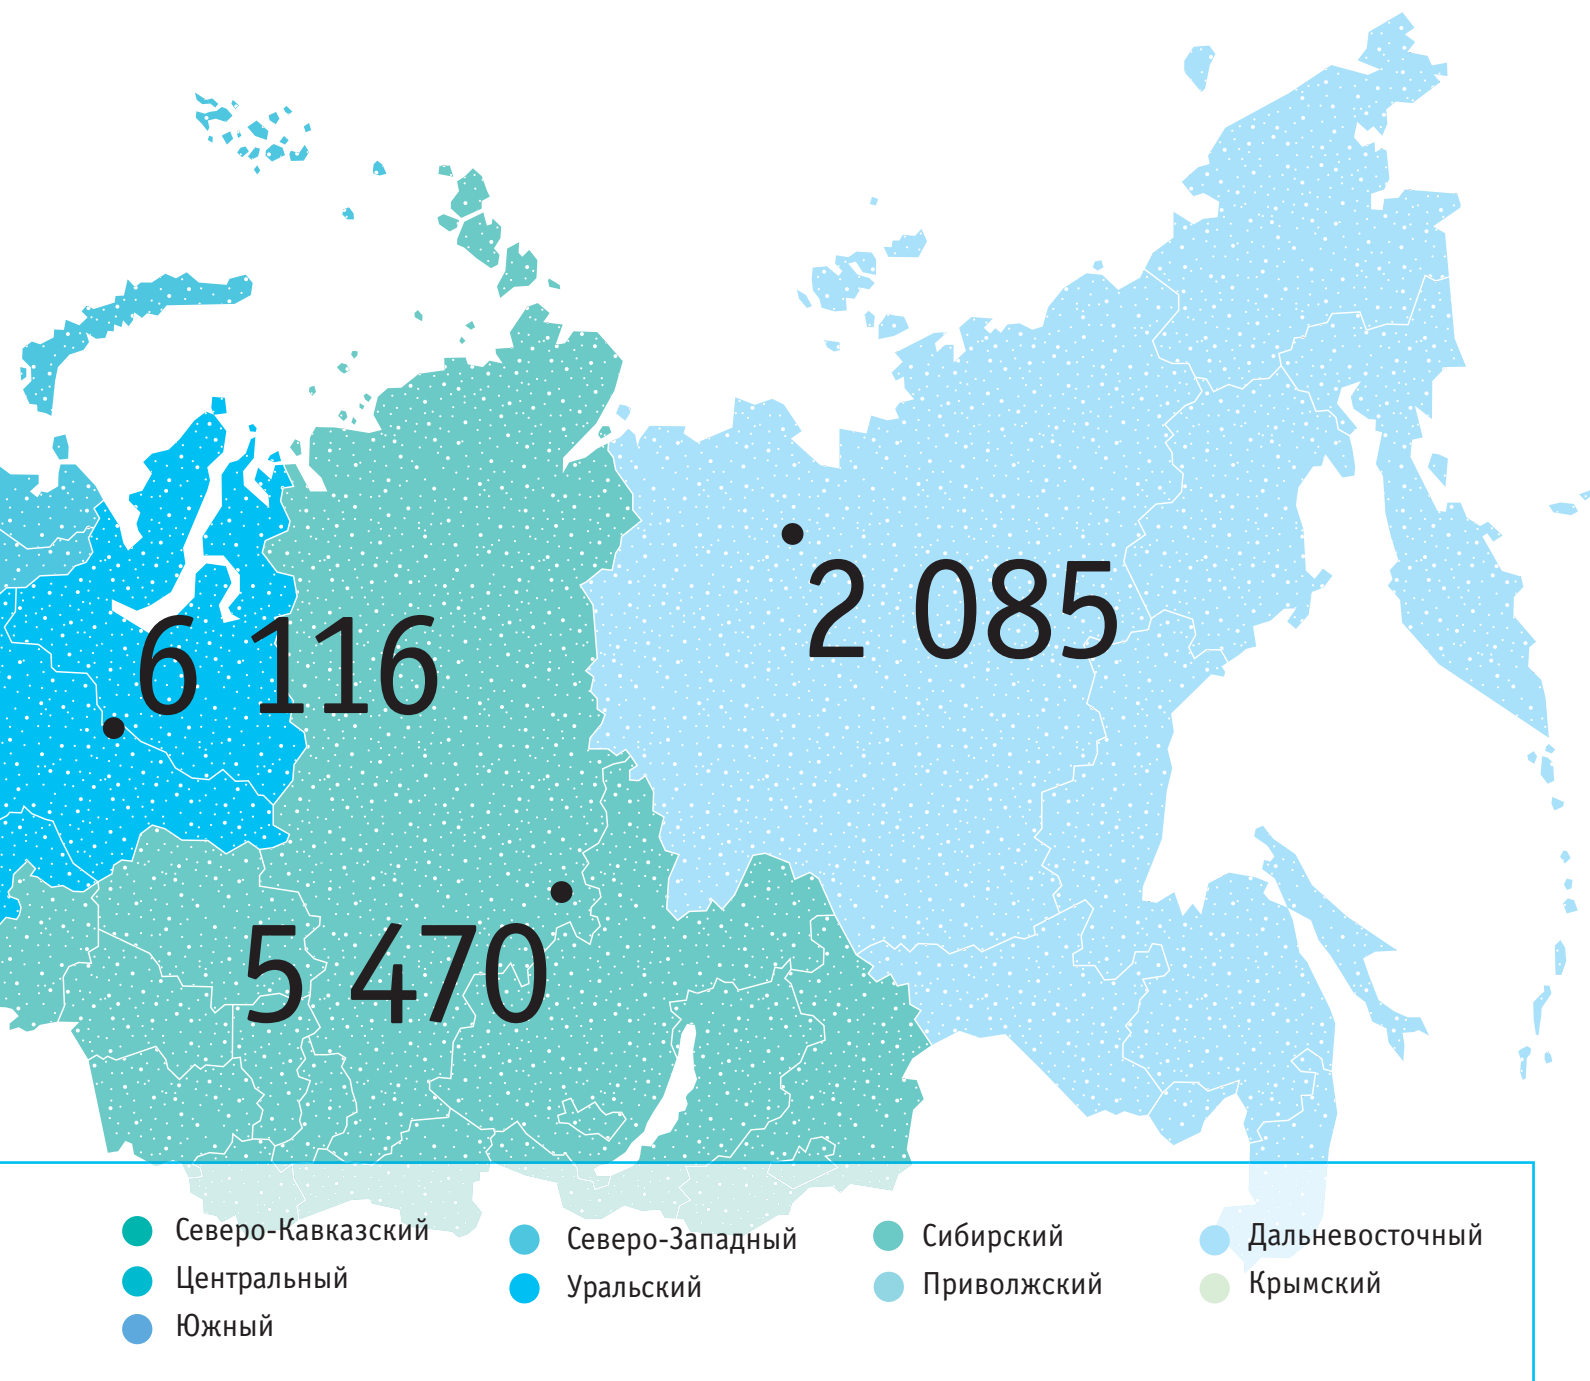 2 085
6 116
5 470
Северо-Кавказский
Центральный
Южный
Северо-Западный
Уральский
Сибирский
Приволжский
Дальневосточный
Крымский